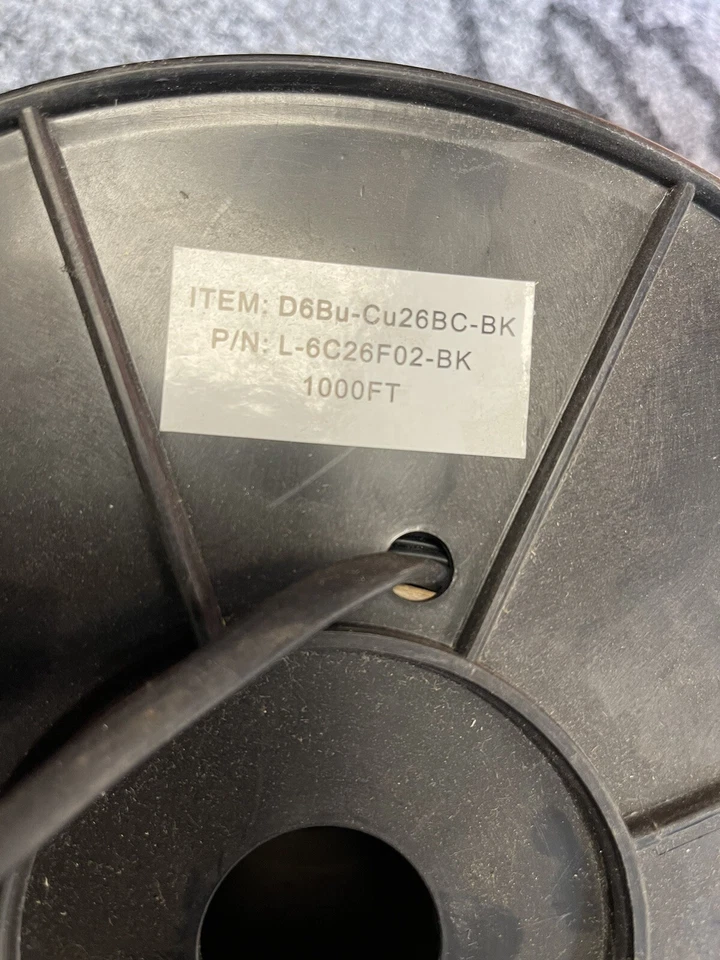 ITEM: D6Bu-Cu26BC-BK
P/N: L-6C26F02-BK
1000FT